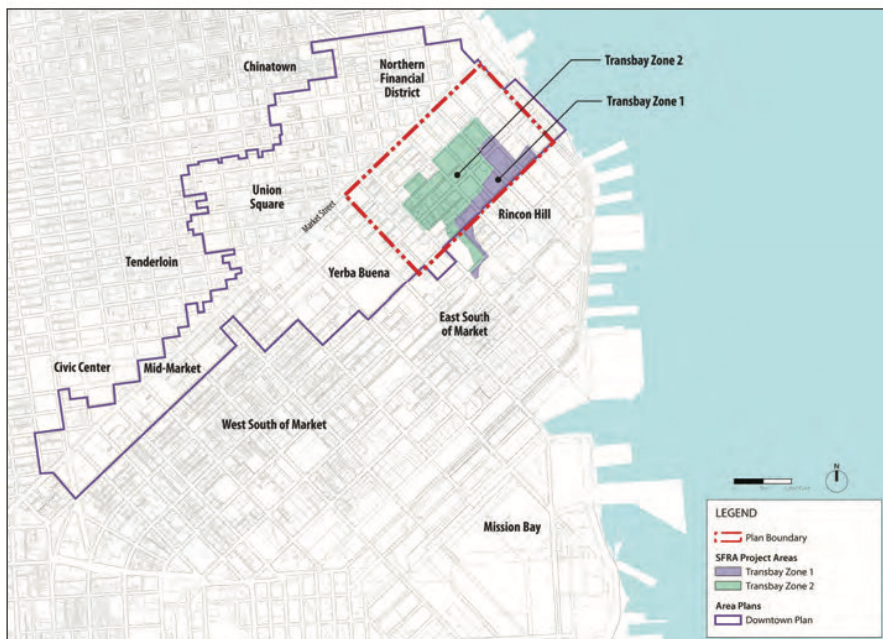 Chinatown
Northern
Financial
District
Transbay Zone 2
Transbay Zone 1
Union
Square
Market Street
Rincon Hill
Tenderloin
Yerba Buena
East South
of Market
Civic Center
Mid-Market
West South of Market
Mission Bay
N
LEGEND
Plan Boundary
SFRA Project Areas
Transbay Zone 1
Transbay Zone 2
Area Plans
Downtown Plan